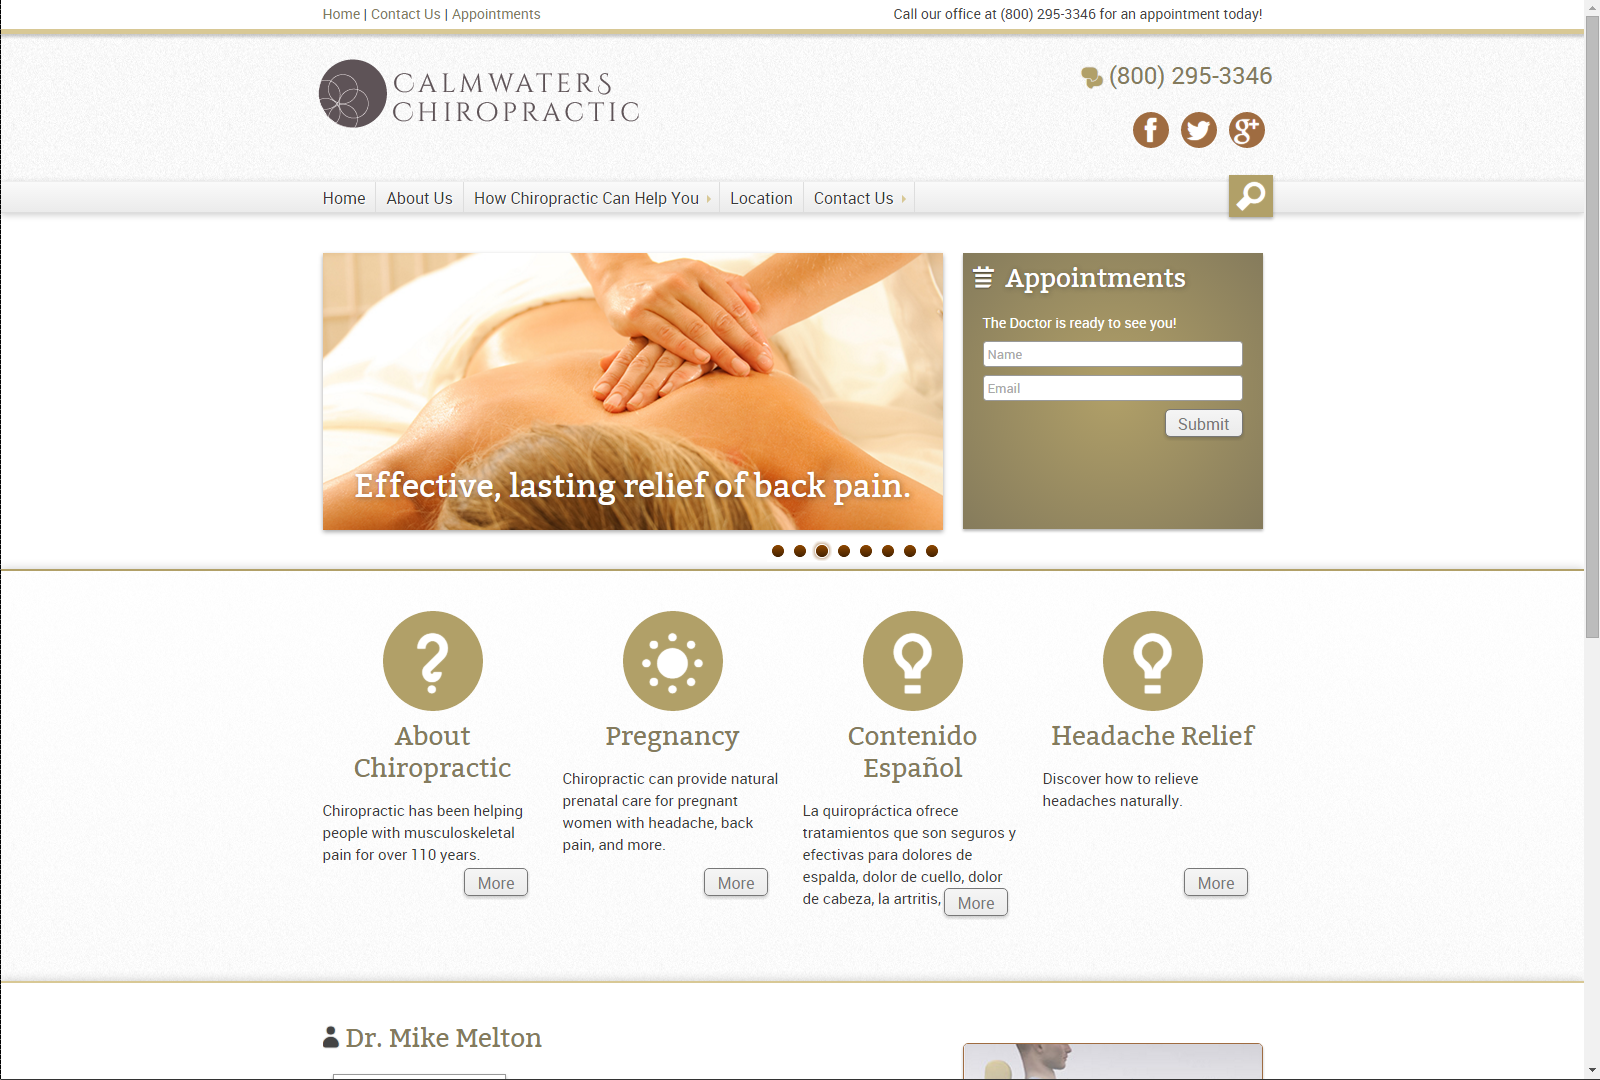 Home | Contact Us | Appointments
Call our office at (800) 295-3346 for an appointment today!
CALMWATERS
CHIROPRACTIC
(800) 295-3346
f
g+
Home
About Us
How Chiropractic Can Help You
Location
Contact Us
Effective, lasting relief of back pain.
Appointments
The Doctor is ready to see you!
Name
Email
Submit
?
About
Chiropractic
Chiropractic has been helping
people with musculoskeletal
pain for over 110 years.
More
Pregnancy
Chiropractic can provide natural
prenatal care for pregnant
women with headache, back
pain, and more.
More
Contenido
Español
La quiropráctica ofrece
tratamientos que son seguros y
efectivas para dolores de
espalda, dolor de cuello, dolor
de cabeza, la artritis,
More
Headache Relief
Discover how to relieve
headaches naturally.
More
Dr. Mike Melton